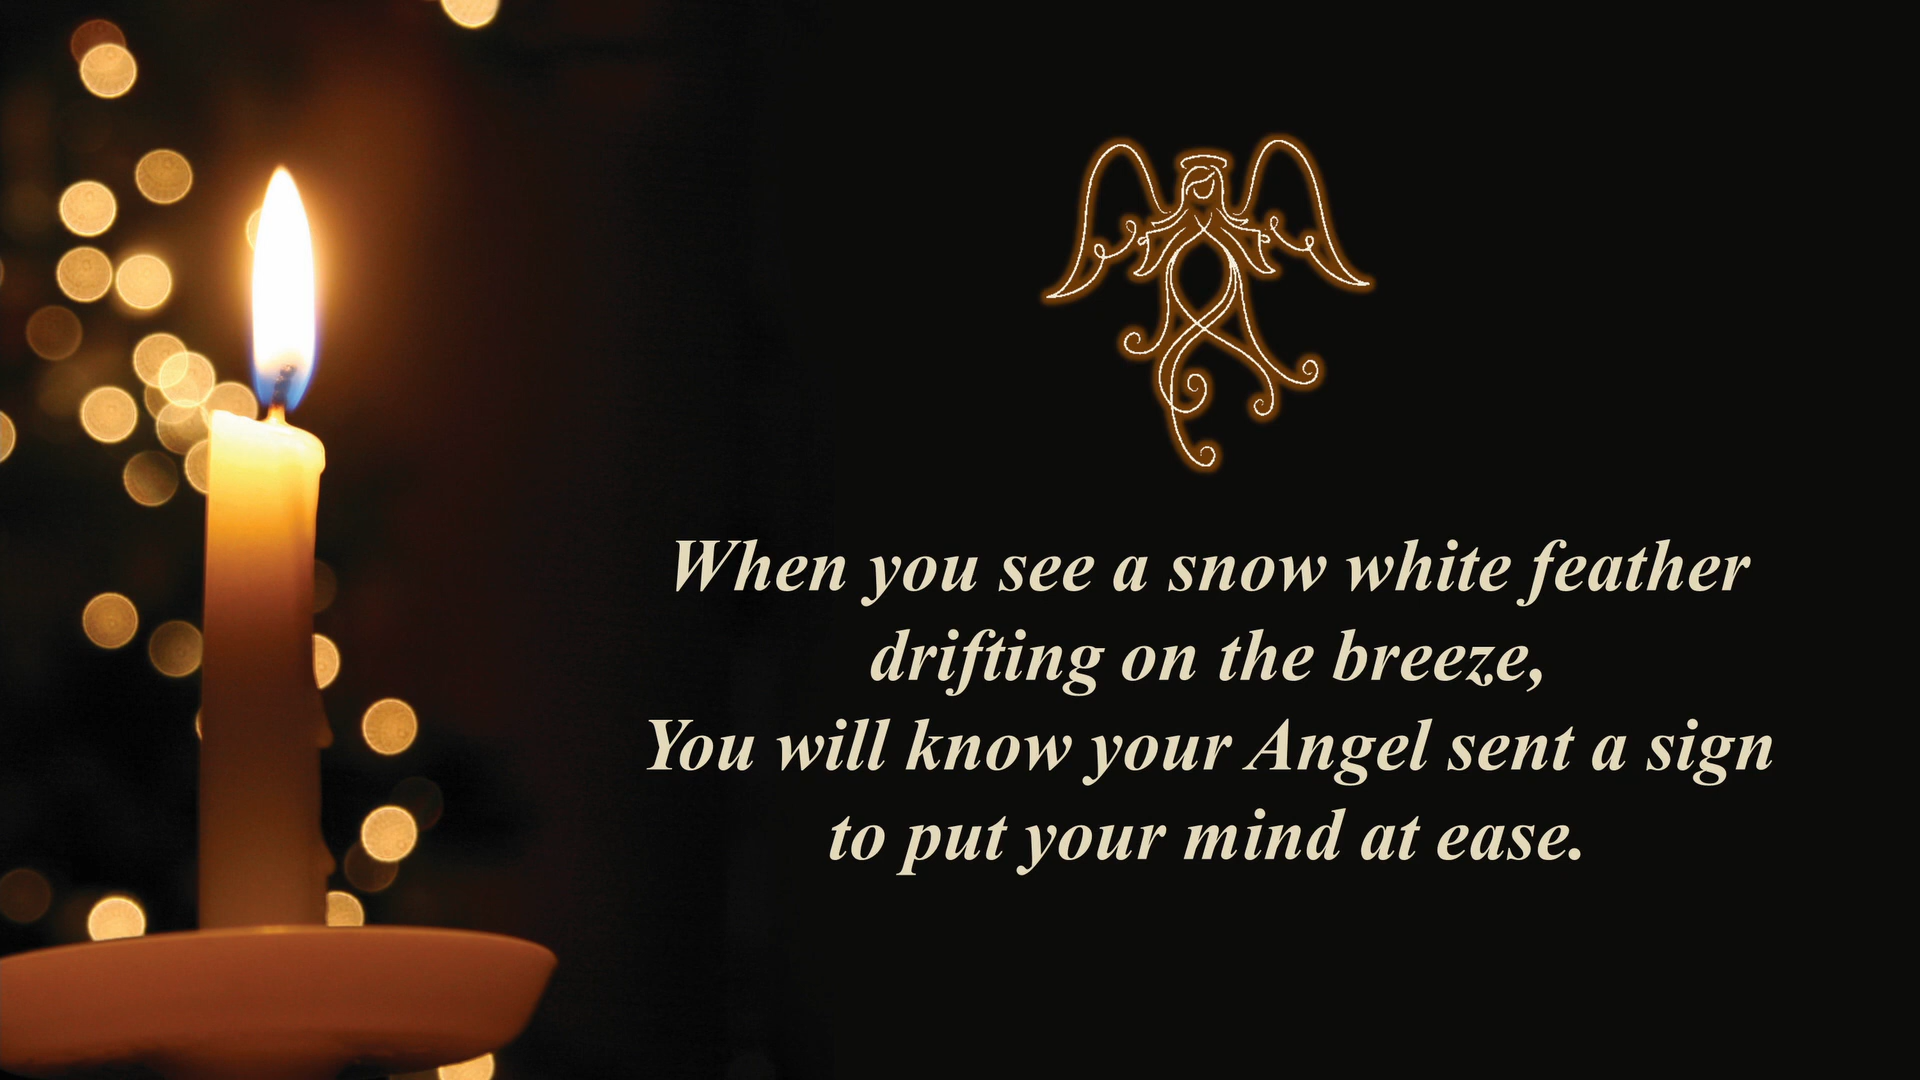 When you see a snow white feather
drifting on the breeze,
You will know your Angel sent a sign
to put your mind at ease.